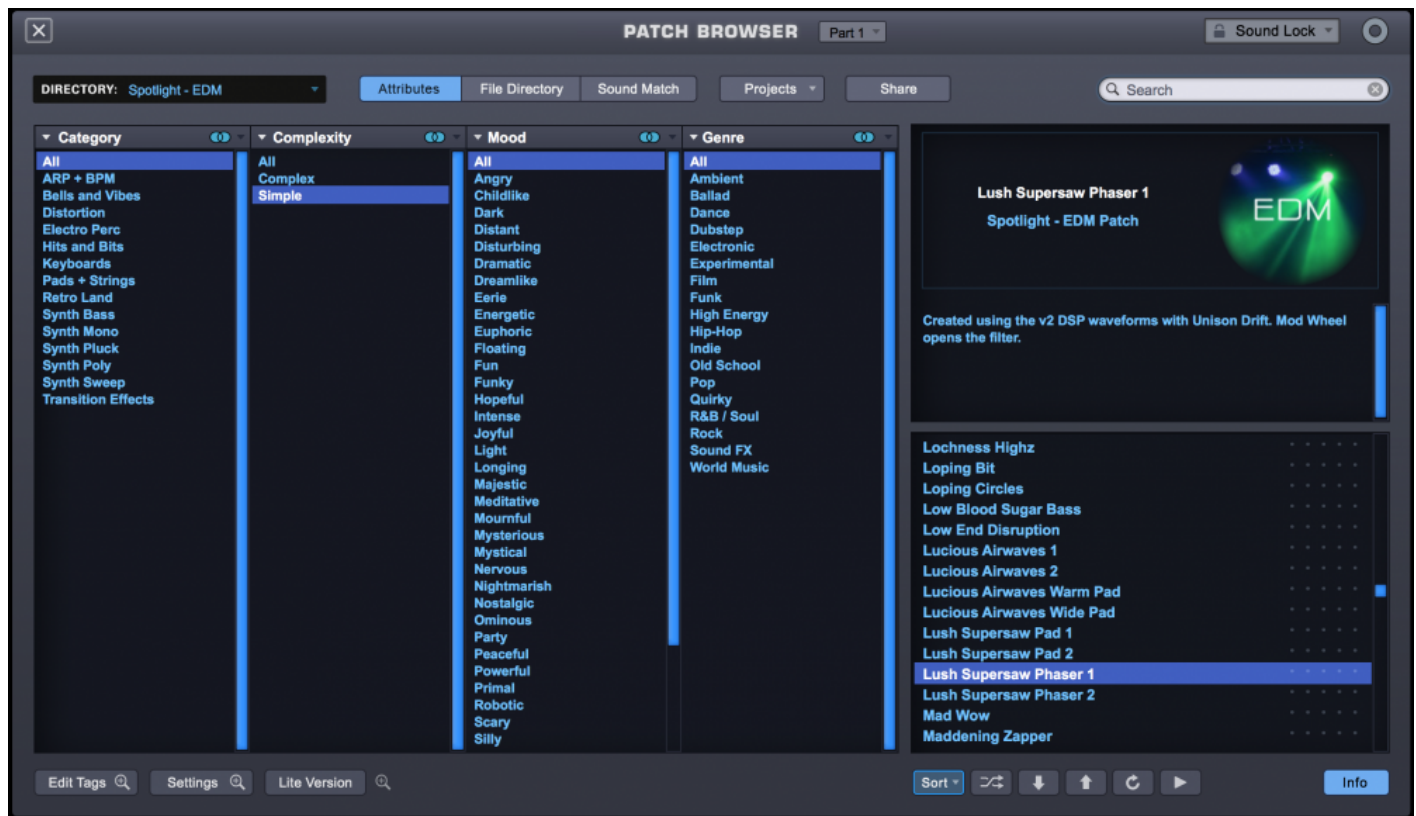 PATCH BROWSER
Part 1
Sound Lock
DIRECTORY: Spotlight - EDM
Attributes
File Directory
Sound Match
Projects
Share
Search
Category
All
ARP + BPM
Bells and Vibes
Distortion
Electro Perc
Hits and Bits
Keyboards
Pads + Strings
Retro Land
Synth Bass
Synth Mono
Synth Pluck
Synth Poly
Synth Sweep
Transition Effects
Complexity
All
Complex
Simple
Mood
All
Angry
Childlike
Dark
Distant
Disturbing
Dramatic
Dreamlike
Eerie
Energetic
Euphoric
Floating
Fun
Funky
Hopeful
Intense
Joyful
Light
Longing
Majestic
Meditative
Mournful
Mysterious
Mystical
Nervous
Nightmarish
Nostalgic
Ominous
Party
Peaceful
Powerful
Primal
Robotic
Scary
Silly
Genre
All
Ambient
Ballad
Dance
Dubstep
Electronic
Experimental
Film
Funk
High Energy
Hip-Hop
Indie
Old School
Pop
Quirky
R&B / Soul
Rock
Sound FX
World Music
Lush Supersaw Phaser 1
Spotlight - EDM Patch
EDM
Created using the v2 DSP waveforms with Unison Drift. Mod Wheel
opens the filter.
Lochness Highz
Loping Bit
Loping Circles
Low Blood Sugar Bass
Low End Disruption
Lucious Airwaves 1
Lucious Airwaves 2
Lucious Airwaves Warm Pad
Lucious Airwaves Wide Pad
Lush Supersaw Pad 1
Lush Supersaw Pad 2
Lush Supersaw Phaser 1
Lush Supersaw Phaser 2
Mad Wow
Maddening Zapper
Edit Tags
Settings
Lite Version
Sort
Info